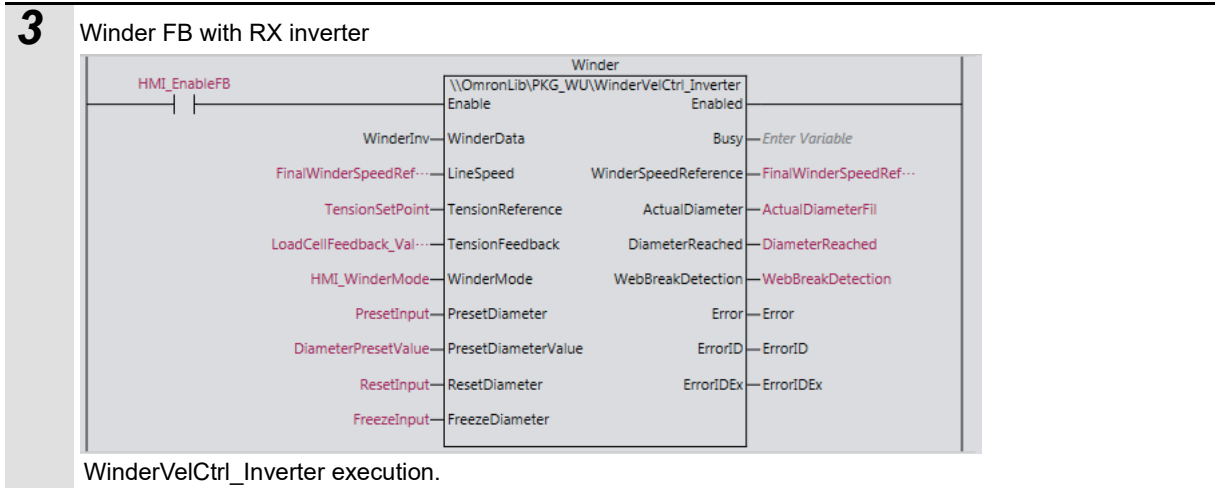 3
Winder FB with RX inverter
Winder
HMI_EnableFB
\\OmronLib\PKG_WU\WinderVelCtrl_Inverter
Enable Enabled
WinderInv WinderData Busy Enter Variable
FinalWinderSpeedRef··· LineSpeed WinderSpeedReference FinalWinderSpeedRef···
TensionSetPoint TensionReference ActualDiameter ActualDiameterFil
LoadCellFeedback_Val··· TensionFeedback DiameterReached DiameterReached
HMI_WinderMode WinderMode WebBreakDetection WebBreakDetection
PresetInput PresetDiameter Error Error
DiameterPresetValue PresetDiameterValue ErrorID ErrorID
ResetInput ResetDiameter ErrorIDEx ErrorIDEx
FreezeInput FreezeDiameter
WinderVelCtrl_Inverter execution.